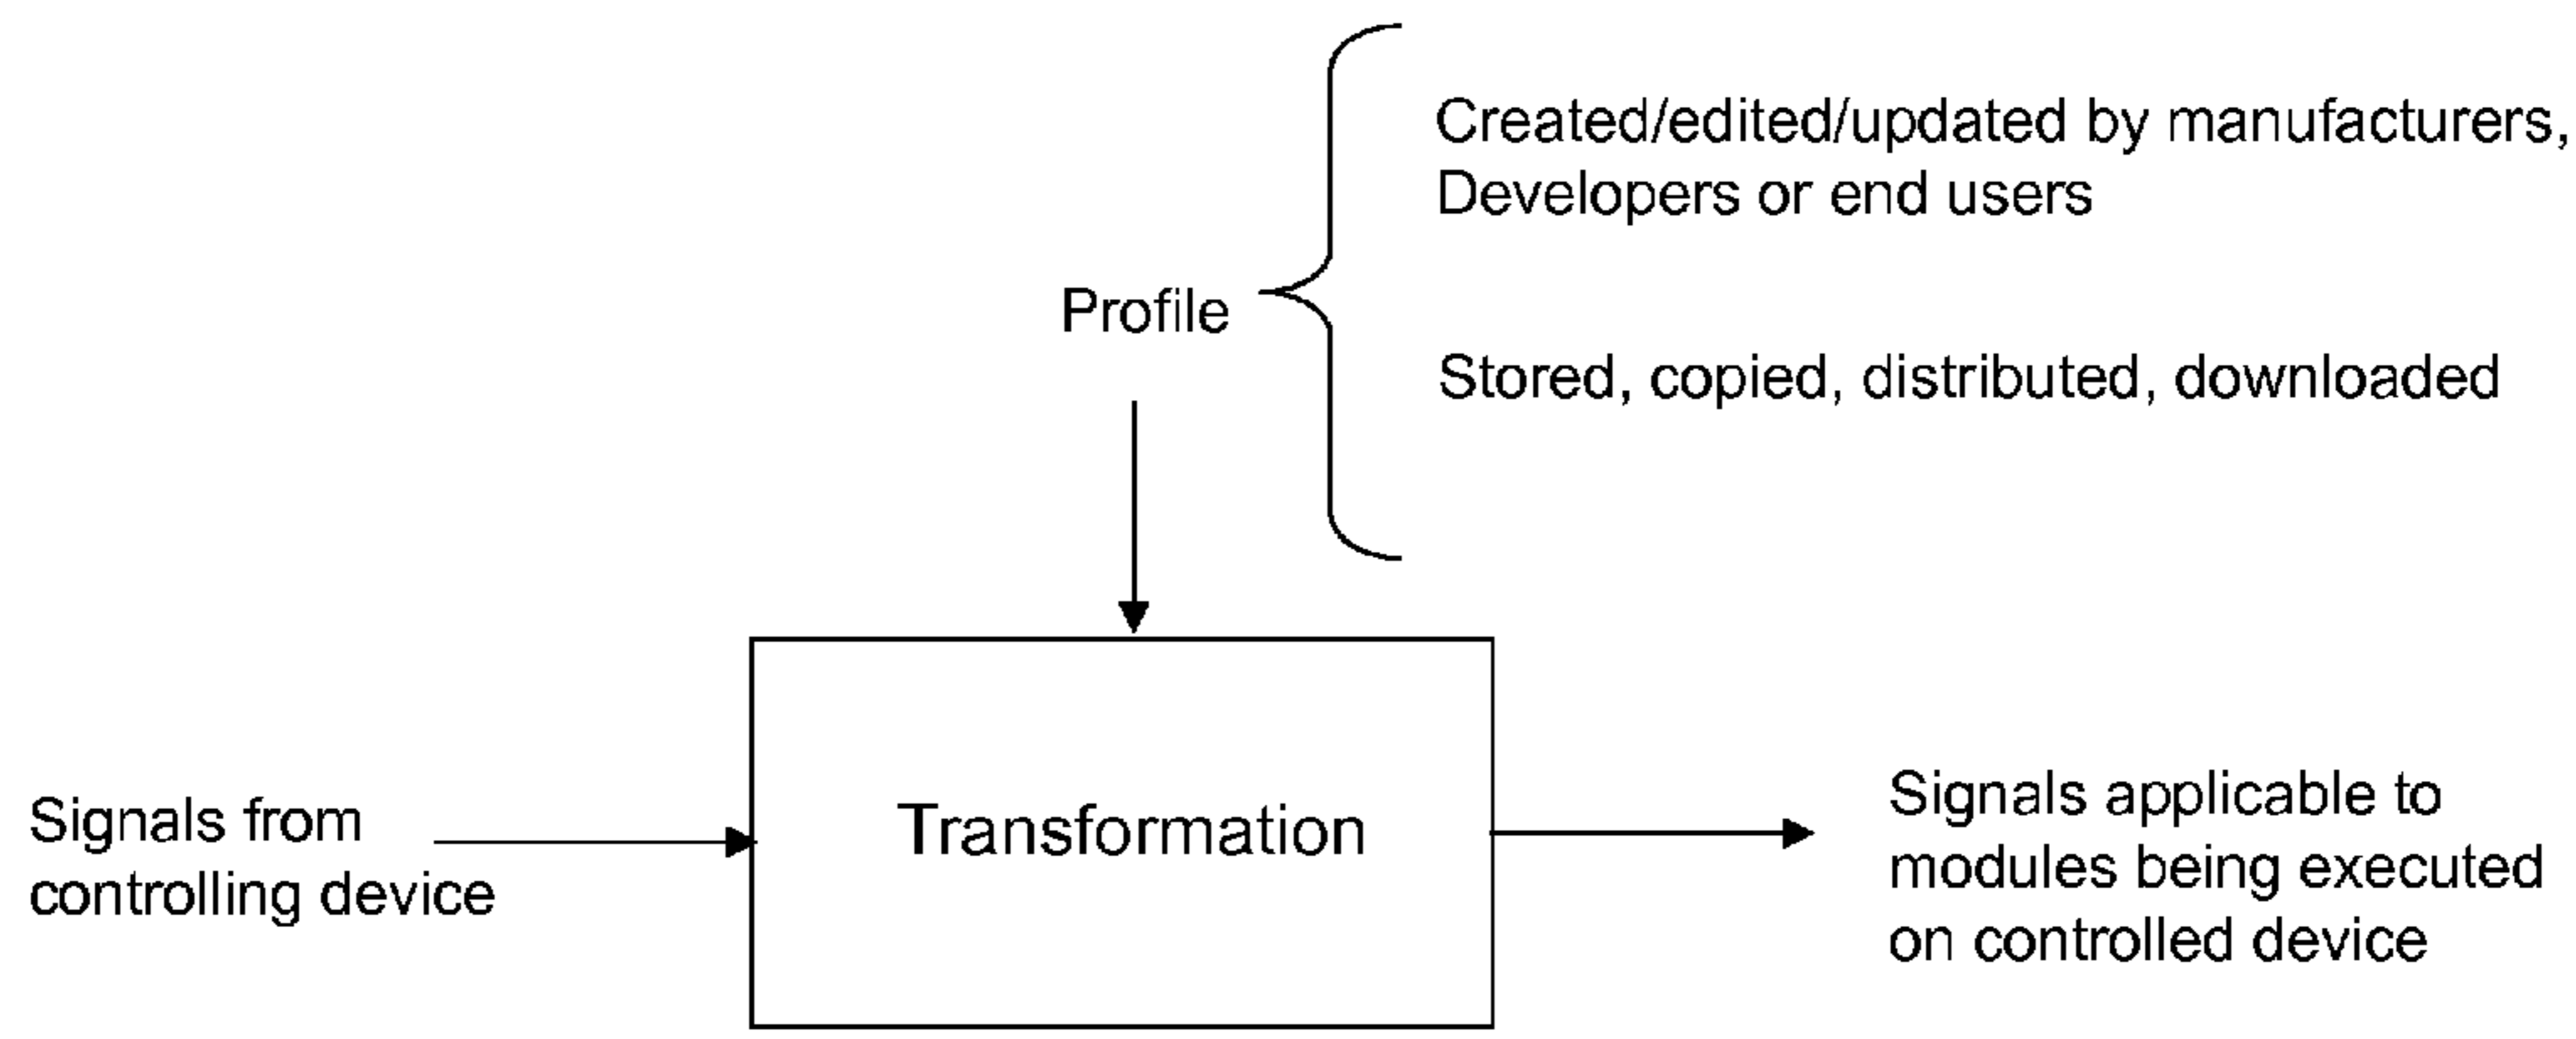 Created/edited/updated by manufacturers,
Developers or end users
Profile
Stored, copied, distributed, downloaded
Signals from
controlling device
Transformation
Signals applicable to
modules being executed
on controlled device